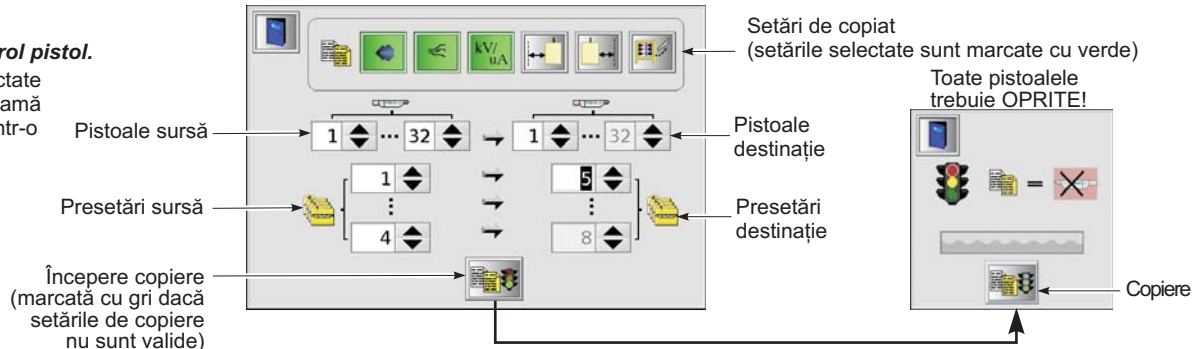 rol pistol.
ctate
amă
ntr-o
Pistoale sursă
Presetări sursă
Începere copiere
(marcată cu gri dacă
setările de copiere
nu sunt valide)
kV/
uA
1 ... 32
1 ... 32
1
5
4
8
Setări de copiat
(setările selectate sunt marcate cu verde)
Pistoale
destinație
Presetări
destinație
Toate pistoalele
trebuie OPRITE!
=
Copiere